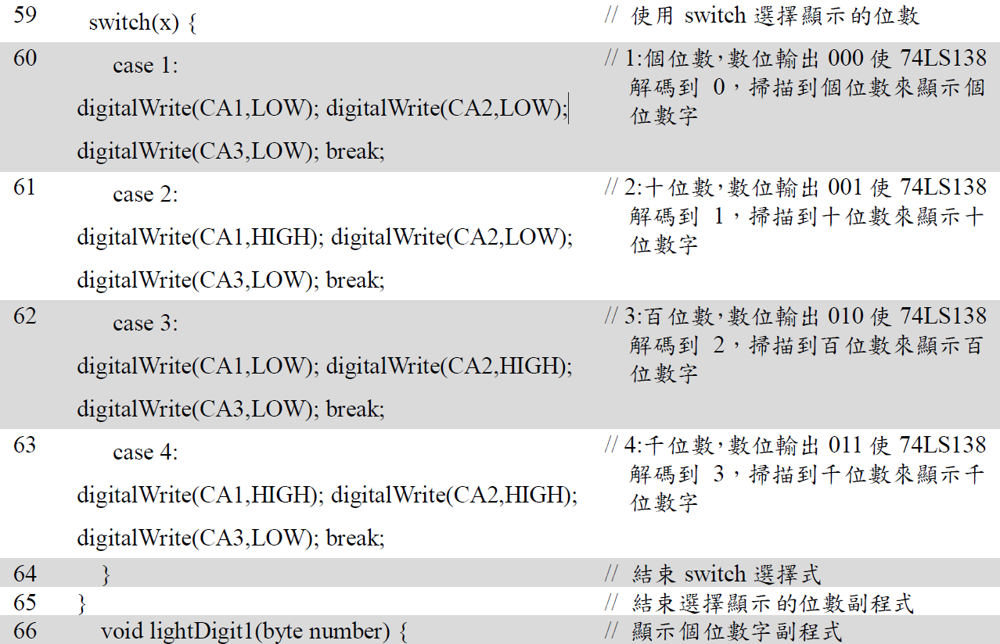 59 switch(x) { // 使用 switch 選擇顯示的位數
60 case 1: // 1:個位數，數位輸出 000 使 74LS138
解碼到 0，掃描到個位數來顯示個
digitalWrite(CA1,LOW); digitalWrite(CA2,LOW);
位數字
digitalWrite(CA3,LOW); break;
61 case 2: // 2:十位數，數位輸出 001 使 74LS138
解碼到 1，掃描到十位數來顯示十
digitalWrite(CA1,HIGH); digitalWrite(CA2,LOW);
位數字
digitalWrite(CA3,LOW); break;
62 case 3: // 3:百位數，數位輸出 010 使 74LS138
解碼到 2，掃描到百位數來顯示百
digitalWrite(CA1,LOW); digitalWrite(CA2,HIGH);
位數字
digitalWrite(CA3,LOW); break;
63 case 4: // 4:千位數，數位輸出 011 使 74LS138
解碼到 3，掃描到千位數來顯示千
digitalWrite(CA1,HIGH); digitalWrite(CA2,HIGH);
位數字
digitalWrite(CA3,LOW); break;
64 } // 結束 switch 選擇式
65 } // 結束選擇顯示的位數副程式
66 void lightDigit1(byte number) { // 顯示個位數字副程式